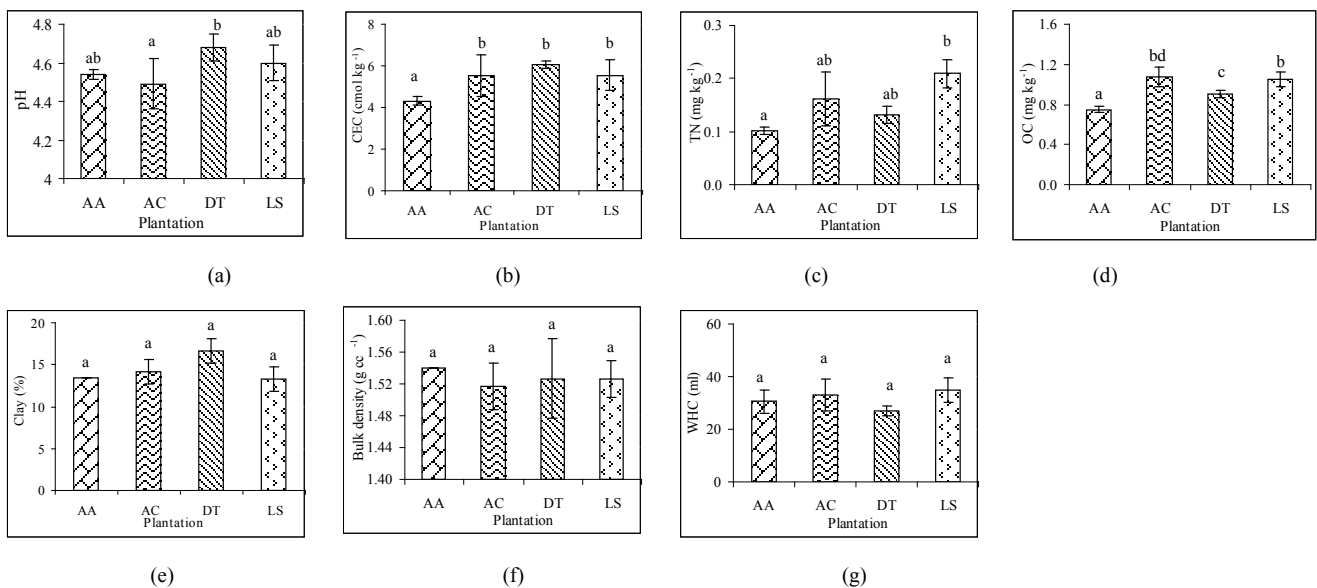 4.8
4.6
4.4
4.2
4
pH
ab
a
b
ab
AA
AC
DT
LS
Plantation
(a)
8
6
4
2
0
CEC (cmol kg⁻¹)
a
b
b
b
AA
AC
DT
LS
Plantation
(b)
0.3
0.2
0.1
0.0
TN (mg kg⁻¹)
a
ab
ab
b
AA
AC
DT
LS
Plantation
(c)
1.6
1.2
0.8
0.4
0.0
OC (mg kg⁻¹)
a
bd
c
b
AA
AC
DT
LS
Plantation
(d)
20
15
10
5
0
Clay (%)
a
a
a
a
AA
AC
DT
LS
Plantation
(e)
1.60
1.56
1.52
1.48
1.44
1.40
Bulk density (g cc ⁻¹)
a
a
a
a
AA
AC
DT
LS
Plantation
(f)
60
40
20
0
WHC (ml)
a
a
a
a
AA
AC
DT
LS
Plantation
(g)